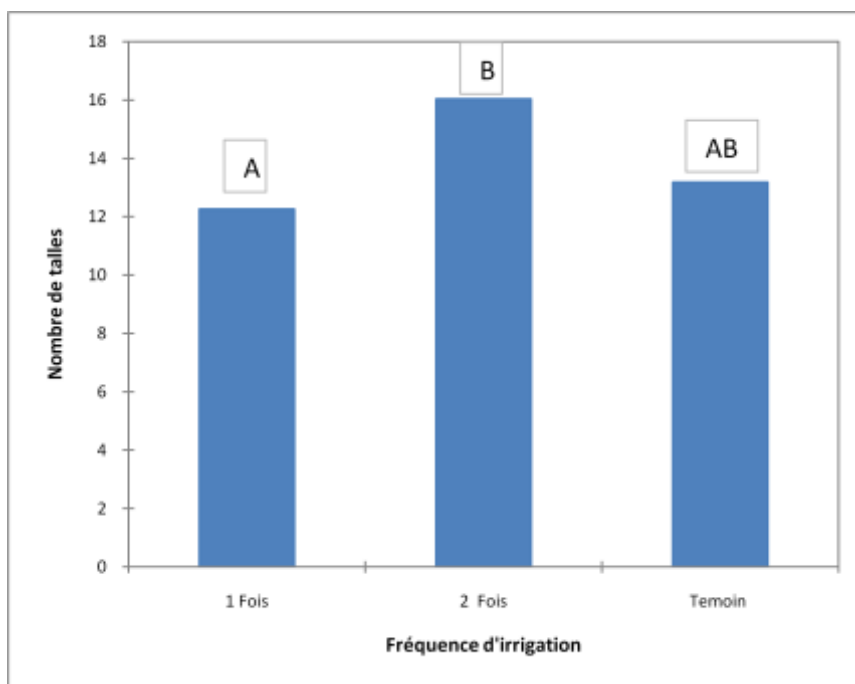 18
16
14
12
10
8
6
4
2
0
Nombre de talles
A
B
AB
1 Fois
2 Fois
Temoin
Fréquence d'irrigation